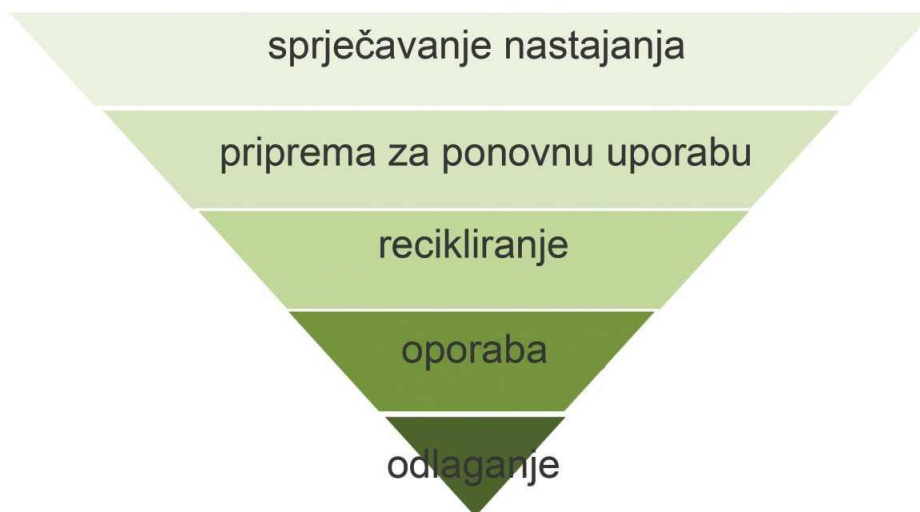 sprječavanje nastajanja
priprema za ponovnu uporabu
recikliranje
oporaba
odlaganje